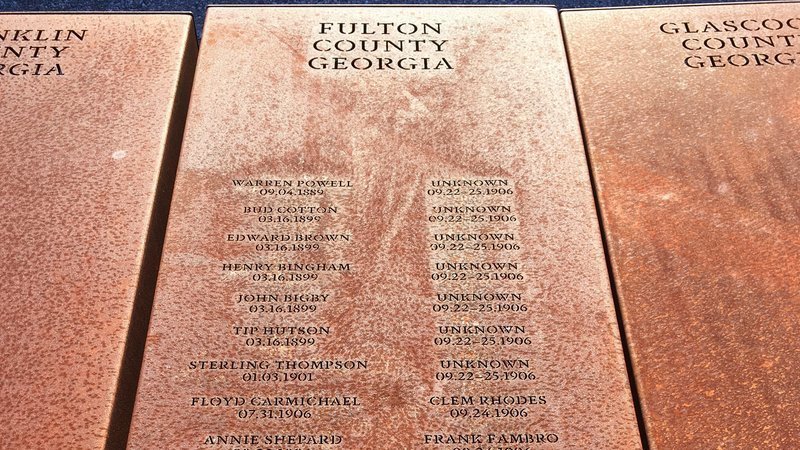 NKLIN
NTY
RGIA
FULTON
COUNTY
GEORGIA
WARREN POWELL
09.04.1889
BUD COTTON
03.16.1899
EDWARD BROWN
03.16.1899
HENRY BINGHAM
03.16.1899
JOHN BIGBY
03.16.1899
TIP HUTSON
03.16.1899
STERLING THOMPSON
01.03.1901
FLOYD CARMICHAEL
07.31.1906
ANNIE SHEPARD
UNKNOWN
09.22-25.1906
UNKNOWN
09.22-25.1906
UNKNOWN
09.22-25.1906
UNKNOWN
09.22-25.1906
UNKNOWN
09.22-25.1906
UNKNOWN
09.22-25.1906
UNKNOWN
09.22-25.1906
CLEM RHODES
09.24.1906
FRANK FAMBRO
GLASCO
COUNT
GEORG